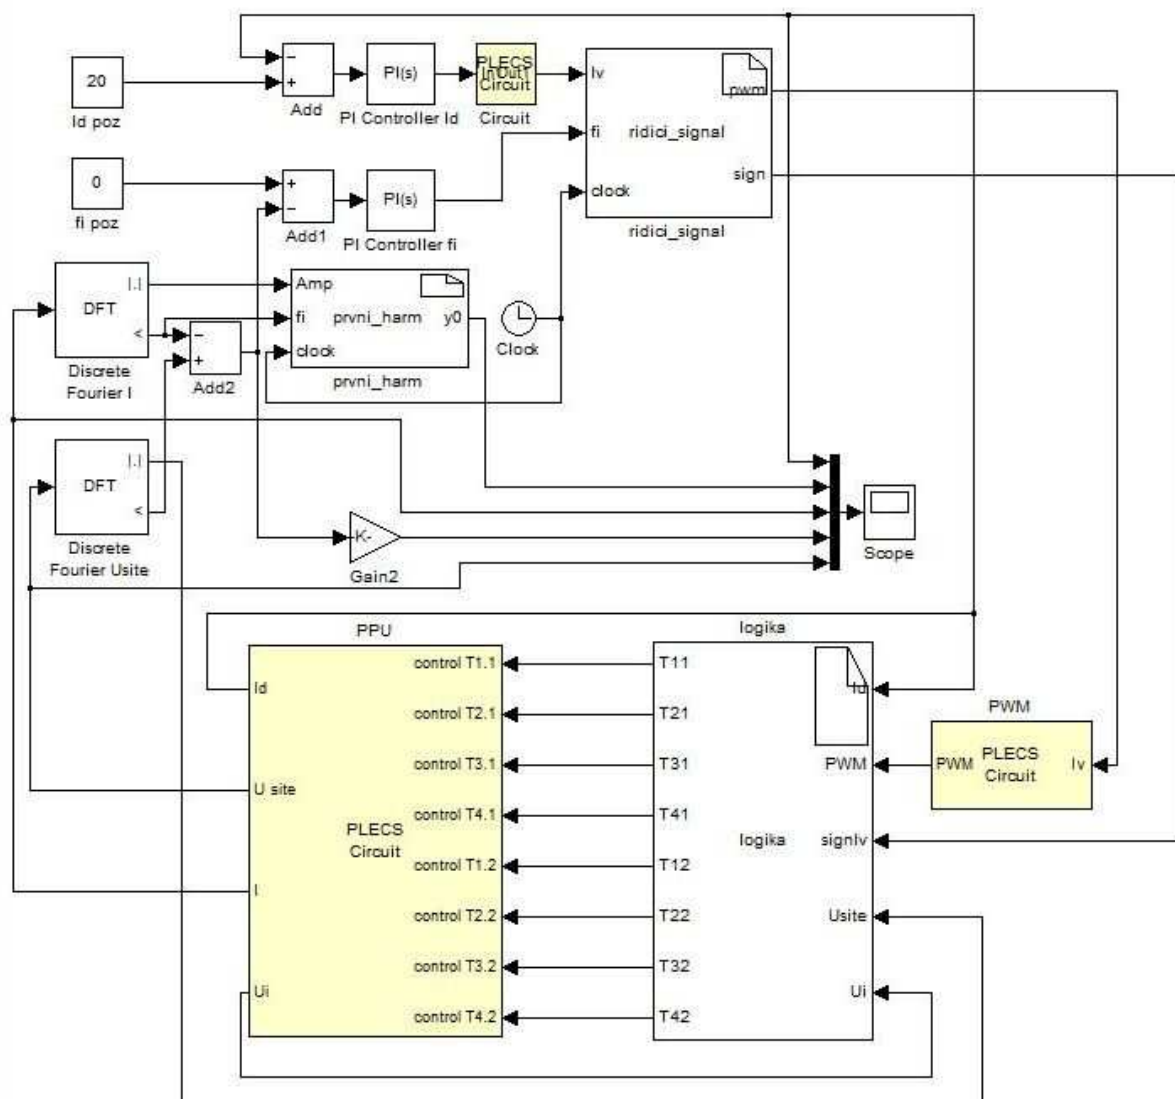 20
Id poz
−
+
Add
PI(s)
PI Controller Id
PLECS
Circuit
Circuit
Iv
fi
clock
ridici_signal
pwm
sign
ridici_signal
0
fi poz
+
−
Add1
PI(s)
PI Controller fi
DFT
|.|
<
Discrete
Fourier I
−
+
Add2
Amp
fi
clock
prvni_harm
y0
prvni_harm
Clock
DFT
|.|
<
Discrete
Fourier Usite
K-
Gain2
Scope
PPU
Id
U site
I
Ui
PLECS
Circuit
control T1.1
control T2.1
control T3.1
control T4.1
control T1.2
control T2.2
control T3.2
control T4.2
logika
T11
T21
T31
T41
T12
T22
T32
T42
logika
PWM
signIv
Usite
Ui
PWM
PWM
PLECS
Circuit
Iv